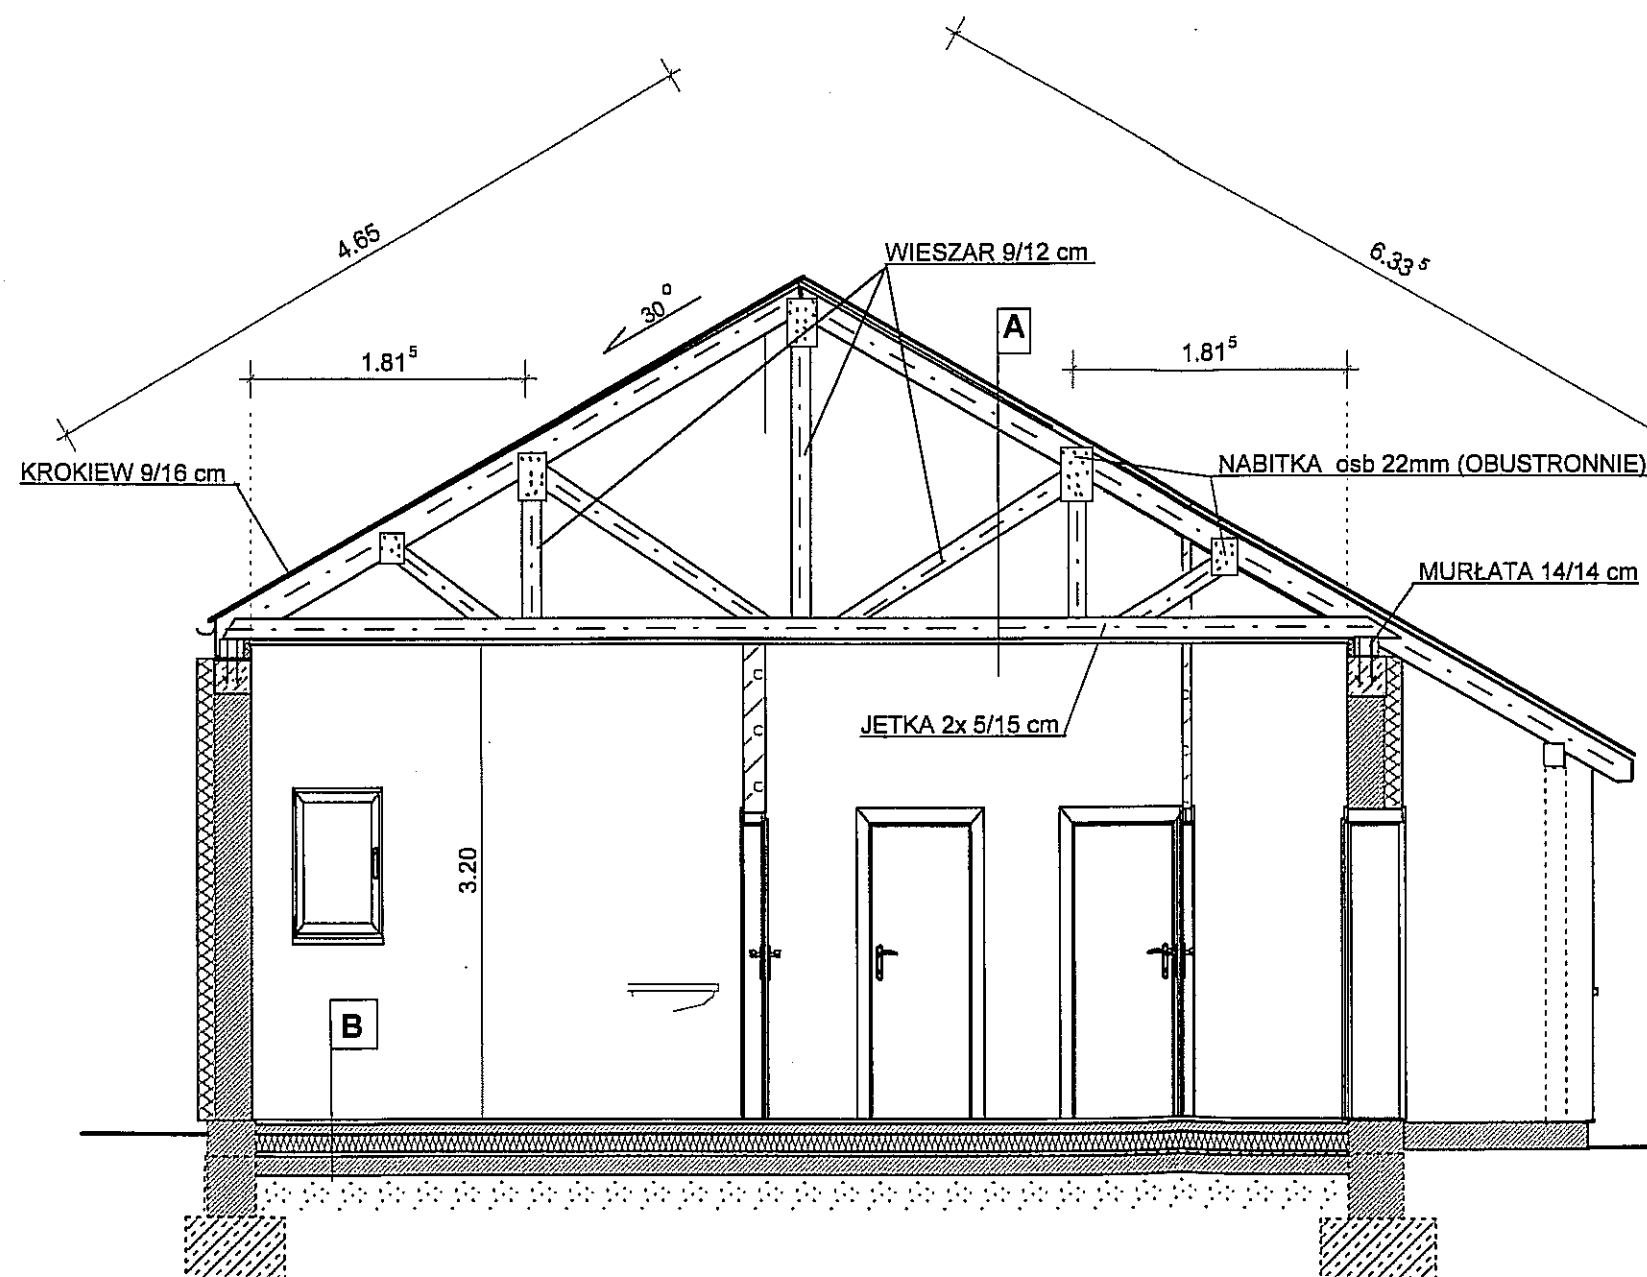 4.65
6.33⁵
WIESZAR 9/12 cm
30°
A
1.81⁵
1.81⁵
KROKIEW 9/16 cm
NABITKA osb 22mm (OBUSTRONNIE)
MURŁATA 14/14 cm
JĘTKA 2x 5/15 cm
3.20
B